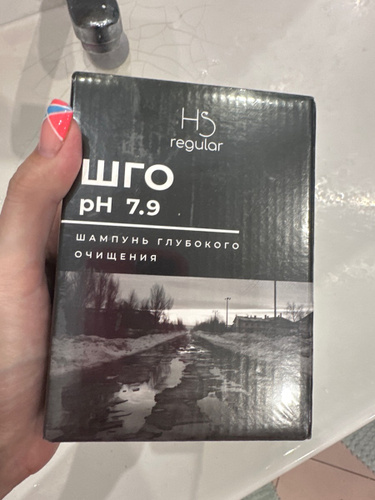 HS
regular
ШГО
pH 7.9
ШАМПУНЬ ГЛУБОКОГО
ОЧИЩЕНИЯ